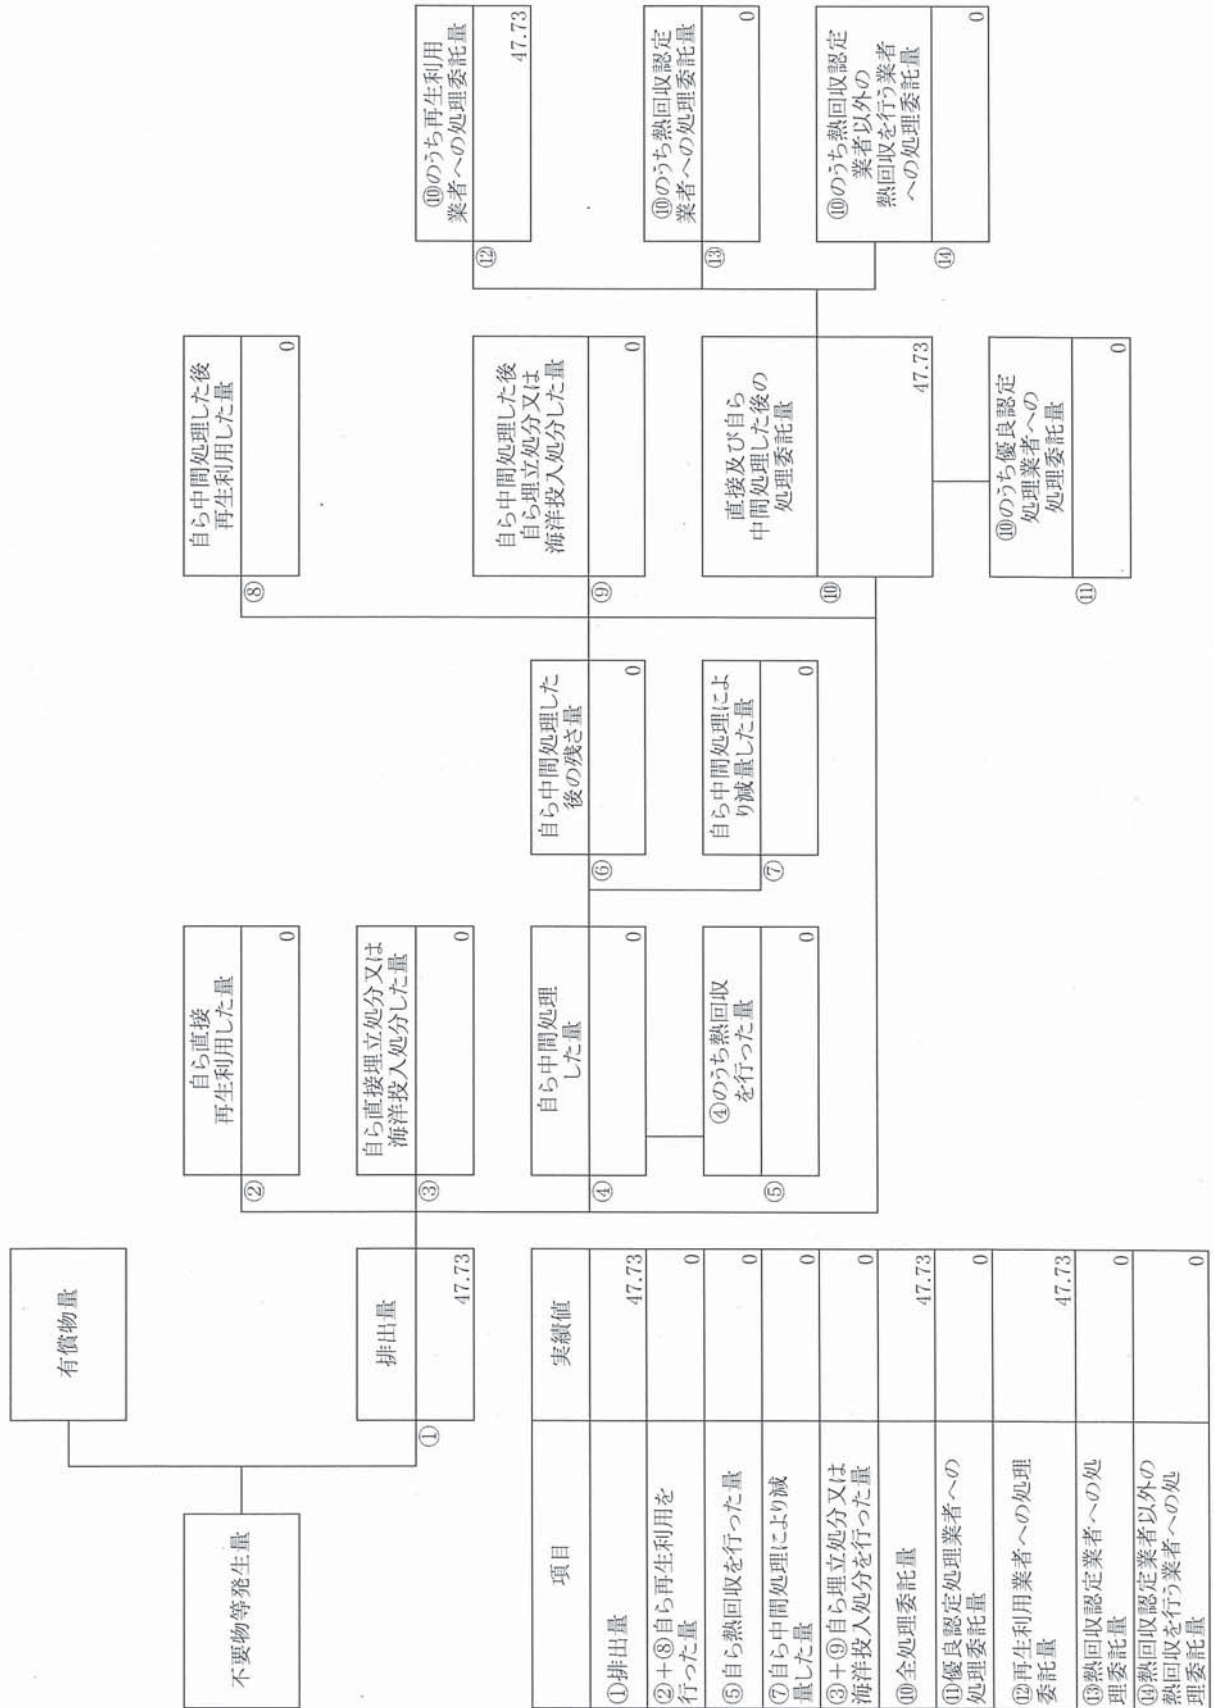 不要物等発生量
有償物量
排出量
①
47.73
自ら直接
再生利用した量
②
0
自ら直接埋立処分又は
海洋投入処分した量
③
0
自ら中間処理
した量
④
0
④のうち熱回収
を行った量
⑤
0
自ら中間処理した
後の残さ量
⑥
0
自ら中間処理によ
り減量した量
⑦
0
自ら中間処理した後
再生利用した量
⑧
0
自ら中間処理した後
自ら埋立処分又は
海洋投入処分した量
⑨
0
直接及び自ら
中間処理した後の
処理委託量
⑩
47.73
⑩のうち優良認定
処理業者への
処理委託量
⑪
0
⑩のうち再生利用
業者への処理委託量
⑫
47.73
⑩のうち熱回収認定
業者への処理委託量
⑬
0
⑩のうち熱回収認定
業者以外の
熱回収を行う業者
への処理委託量
⑭
0
項目 実績値
①排出量 47.73
②+⑧自ら再生利用を
行った量 0
⑤自ら熱回収を行った量 0
⑦自ら中間処理により減
量した量 0
③+⑨自ら埋立処分又は
海洋投入処分を行った量 0
⑩全処理委託量 47.73
⑪優良認定処理業者への
処理委託量 0
⑫再生利用業者への処理
委託量 47.73
⑬熱回収認定業者への処
理委託量 0
⑭熱回収認定業者以外の
熱回収を行う業者への処
理委託量 0